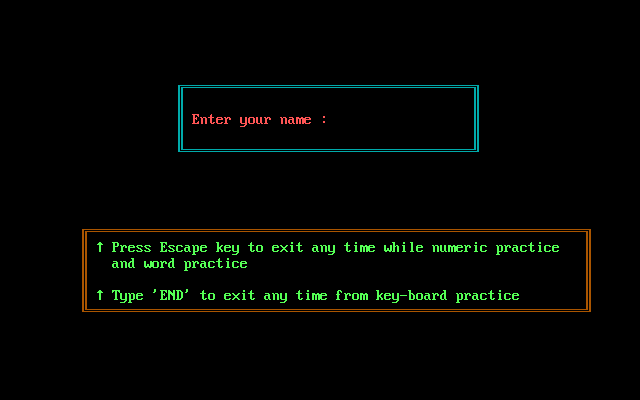 Enter your name :
↑ Press Escape key to exit any time while numeric practice
and word practice
↑ Type 'END' to exit any time from key-board practice